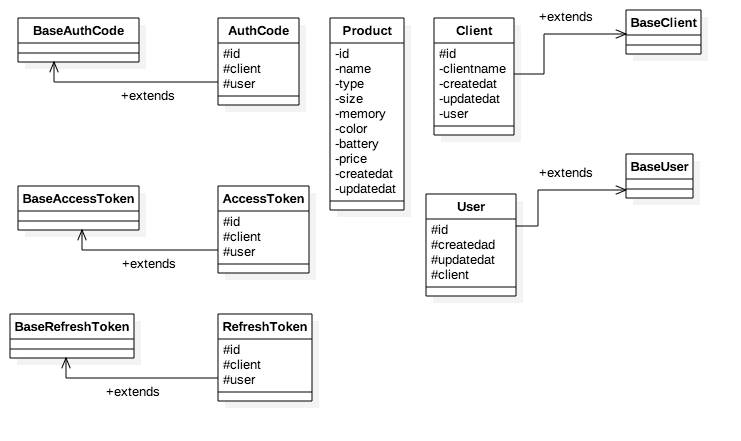 BaseAuthCode
+extends
AuthCode
#id
#client
#user
Product
-id
-name
-type
-size
-memory
-color
-battery
-price
-createdat
-updatedat
Client
#id
-clientname
-createdat
-updatedat
-user
+extends
BaseClient
BaseAccessToken
+extends
AccessToken
#id
#client
#user
User
#id
#createdad
#updatedat
#client
+extends
BaseUser
BaseRefreshToken
+extends
RefreshToken
#id
#client
#user